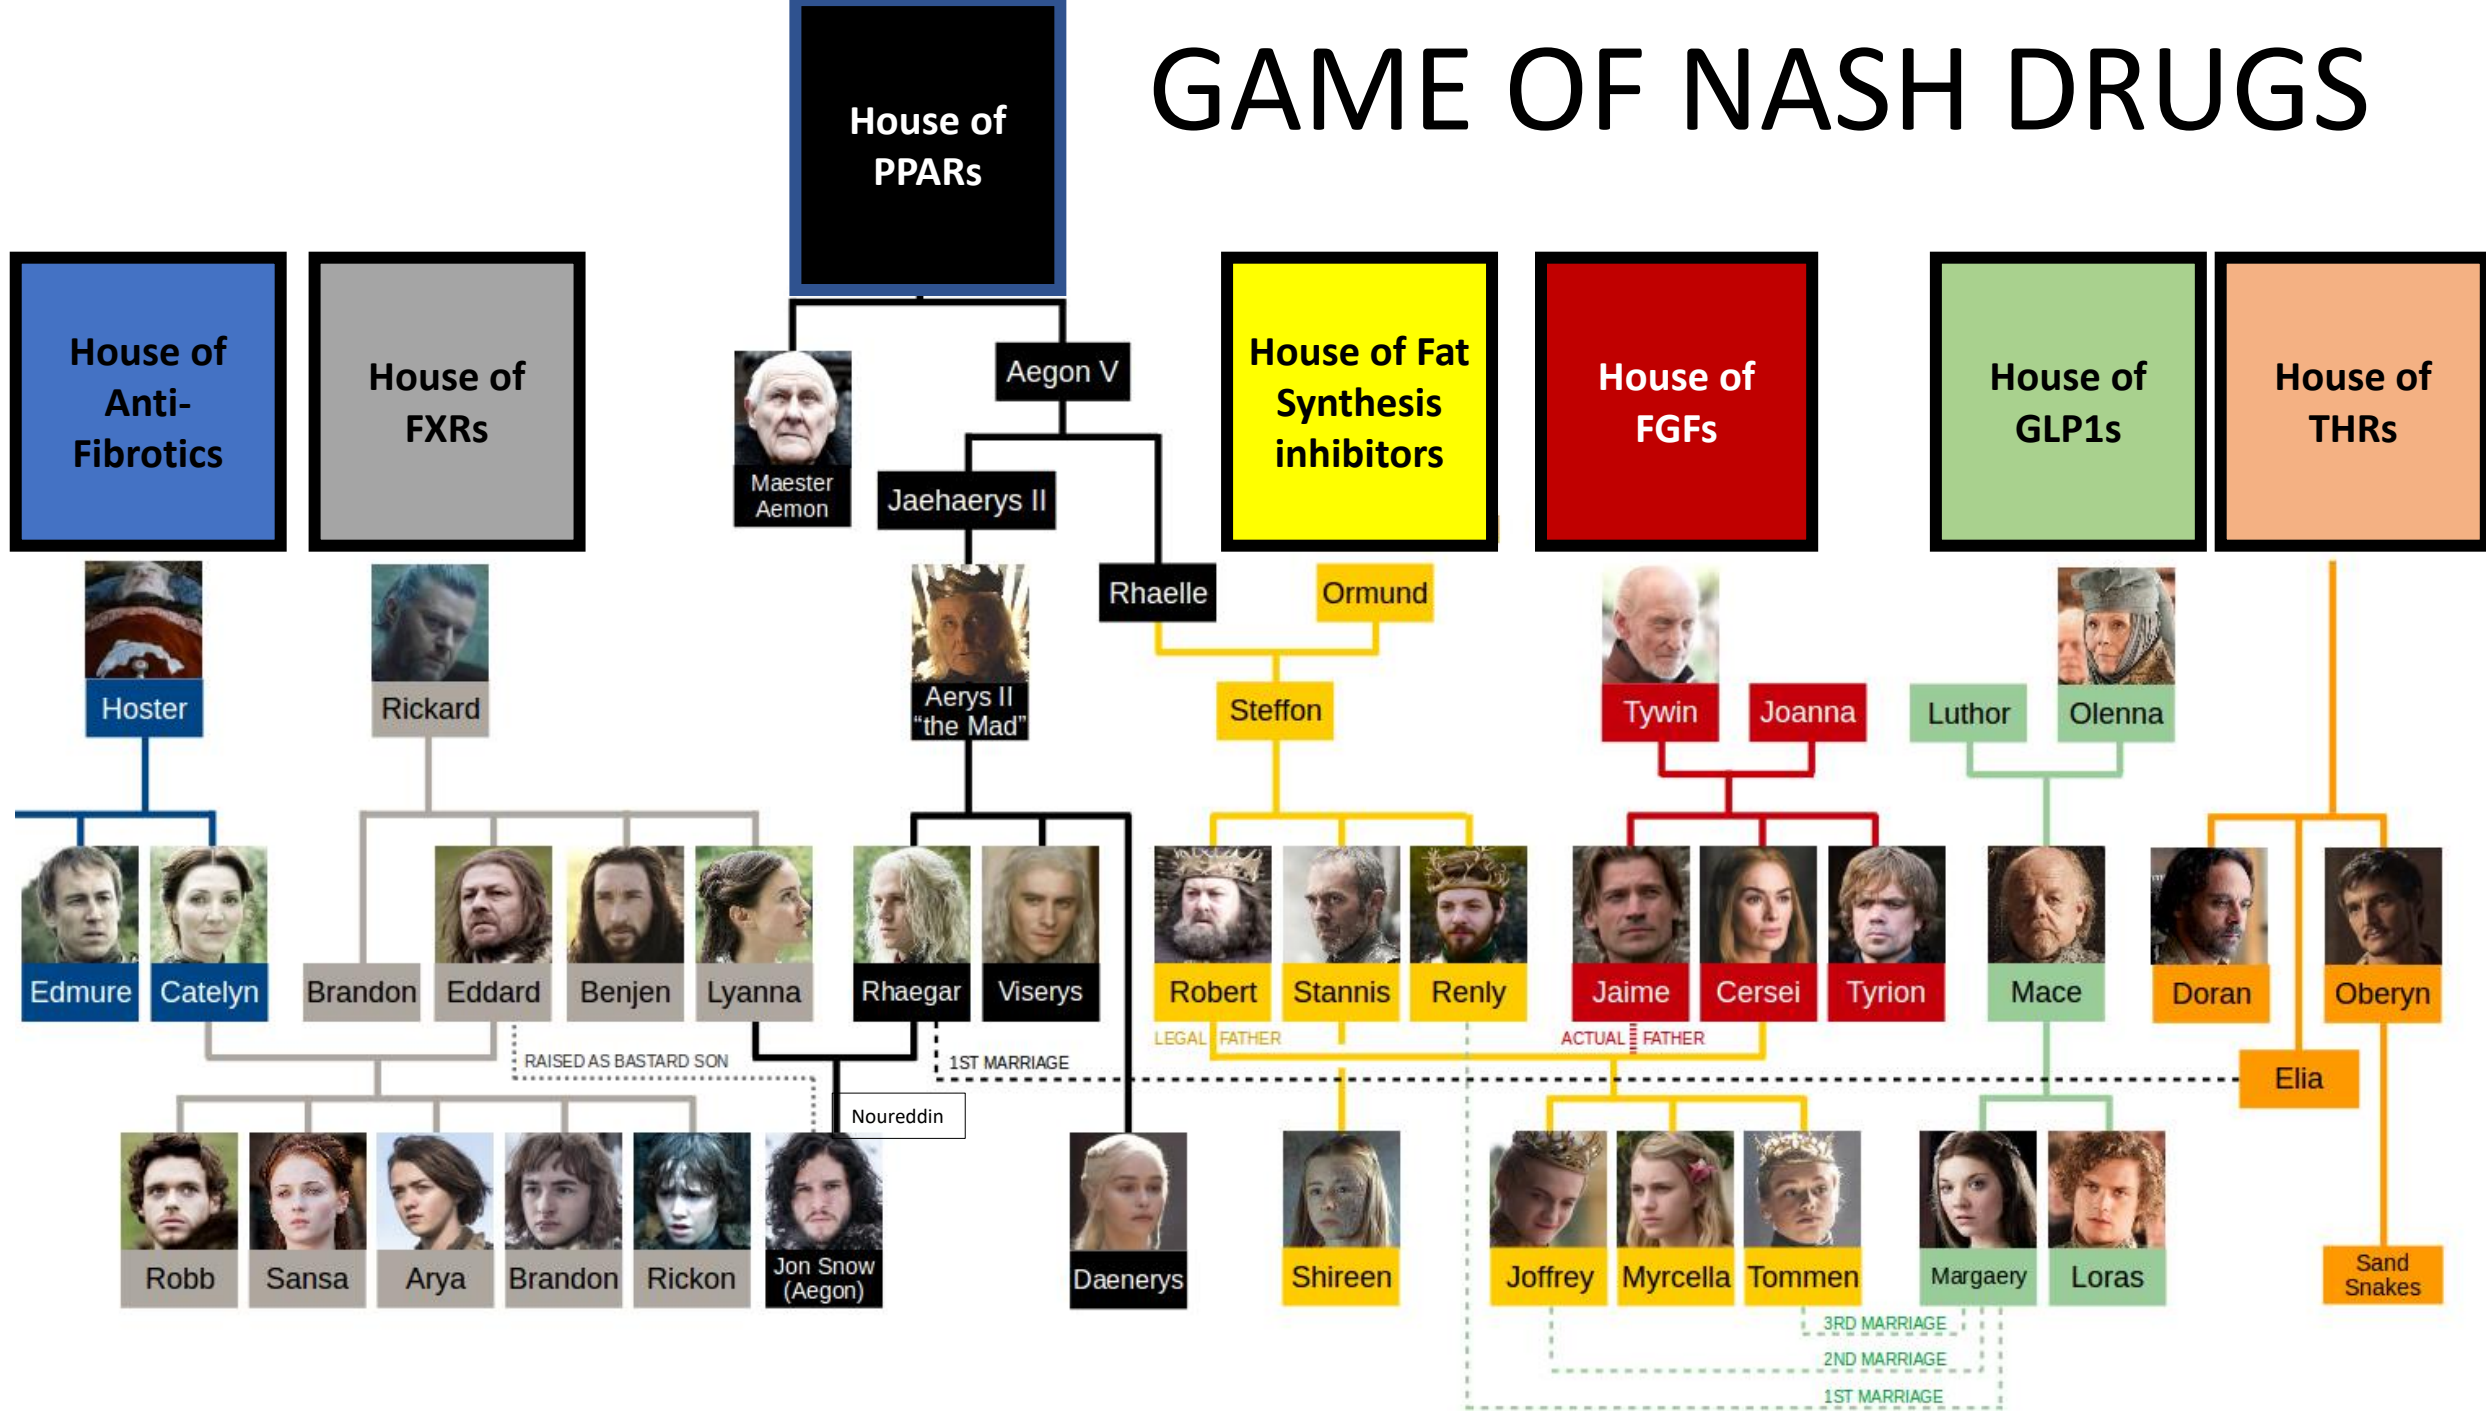 GAME OF NASH DRUGS
House of
PPARs
House of
Anti-
Fibrotics
House of
FXRs
House of Fat
Synthesis
inhibitors
House of
FGFs
House of
GLP1s
House of
THRs
Maester
Aemon
Aegon V
Jaehaerys II
Rhaelle
Ormund
Hoster
Rickard
Aerys II
“the Mad”
Steffon
Tywin
Joanna
Luthor
Olenna
Edmure
Catelyn
Brandon
Eddard
Benjen
Lyanna
Rhaegar
Viserys
Robert
Stannis
Renly
Jaime
Cersei
Tyrion
Mace
Doran
Oberyn
LEGAL FATHER
ACTUAL FATHER
RAISED AS BASTARD SON
1ST MARRIAGE
Elia
Noureddin
Robb
Sansa
Arya
Brandon
Rickon
Jon Snow
(Aegon)
Daenerys
Shireen
Joffrey
Myrcella
Tommen
Margaery
Loras
Sand
Snakes
3RD MARRIAGE
2ND MARRIAGE
1ST MARRIAGE